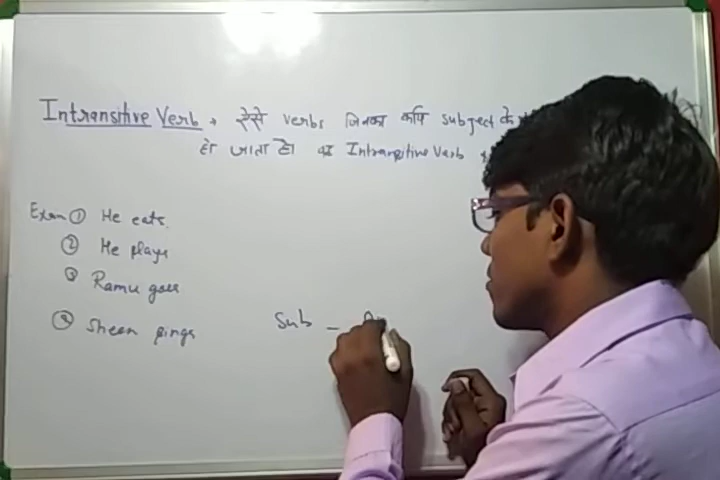 Intransitive Verb → ऐसे verbs जिनका कार्य subject के
हो जाता है। वह Intransitive Verb
Exam ① He eats.
② He plays
③ Ramu goes
④ Sheen sings
Sub –